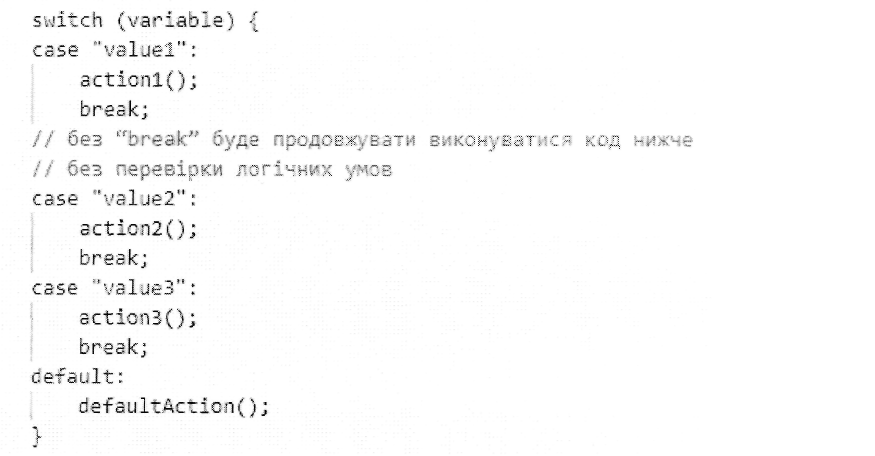 switch (variable) {
case "value1":
    action1();
    break;
// без “break” буде продовжувати виконуватися код нижче
// без перевірки логічних умов
case "value2":
    action2();
    break;
case "value3":
    action3();
    break;
default:
    defaultAction();
}